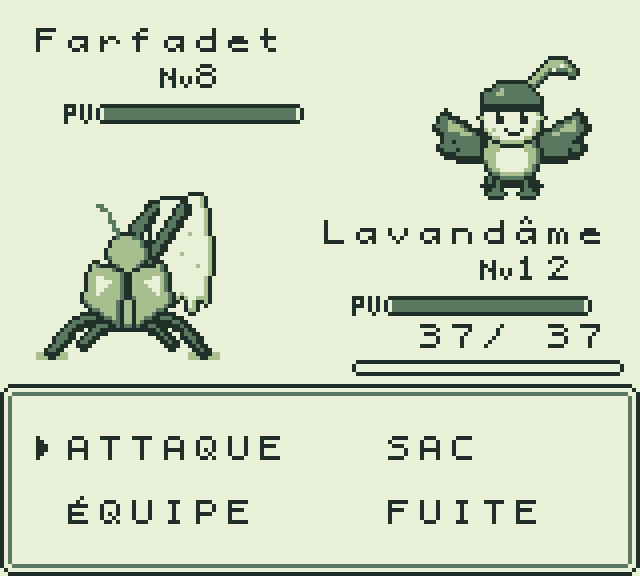 Farfadet
Nv8
PV
Lavandâme
Nv12
PV
37/ 37
ATTAQUE SAC
ÉQUIPE FUITE